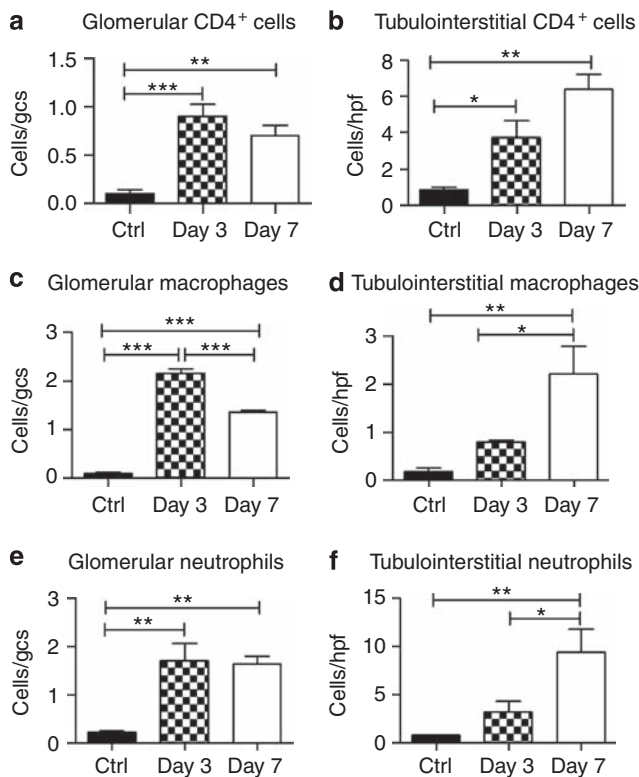 a Glomerular CD4⁺ cells
Cells/gcs
1.5
1.0
0.5
0.0
**
***
Ctrl Day 3 Day 7
b Tubulointerstitial CD4⁺ cells
Cells/hpf
8
6
4
2
0
**
*
Ctrl Day 3 Day 7
c Glomerular macrophages
Cells/gcs
3
2
1
0
***
*** ***
Ctrl Day 3 Day 7
d Tubulointerstitial macrophages
Cells/hpf
3
2
1
0
**
*
Ctrl Day 3 Day 7
e Glomerular neutrophils
Cells/gcs
3
2
1
0
**
**
Ctrl Day 3 Day 7
f Tubulointerstitial neutrophils
Cells/hpf
15
10
5
0
**
*
Ctrl Day 3 Day 7